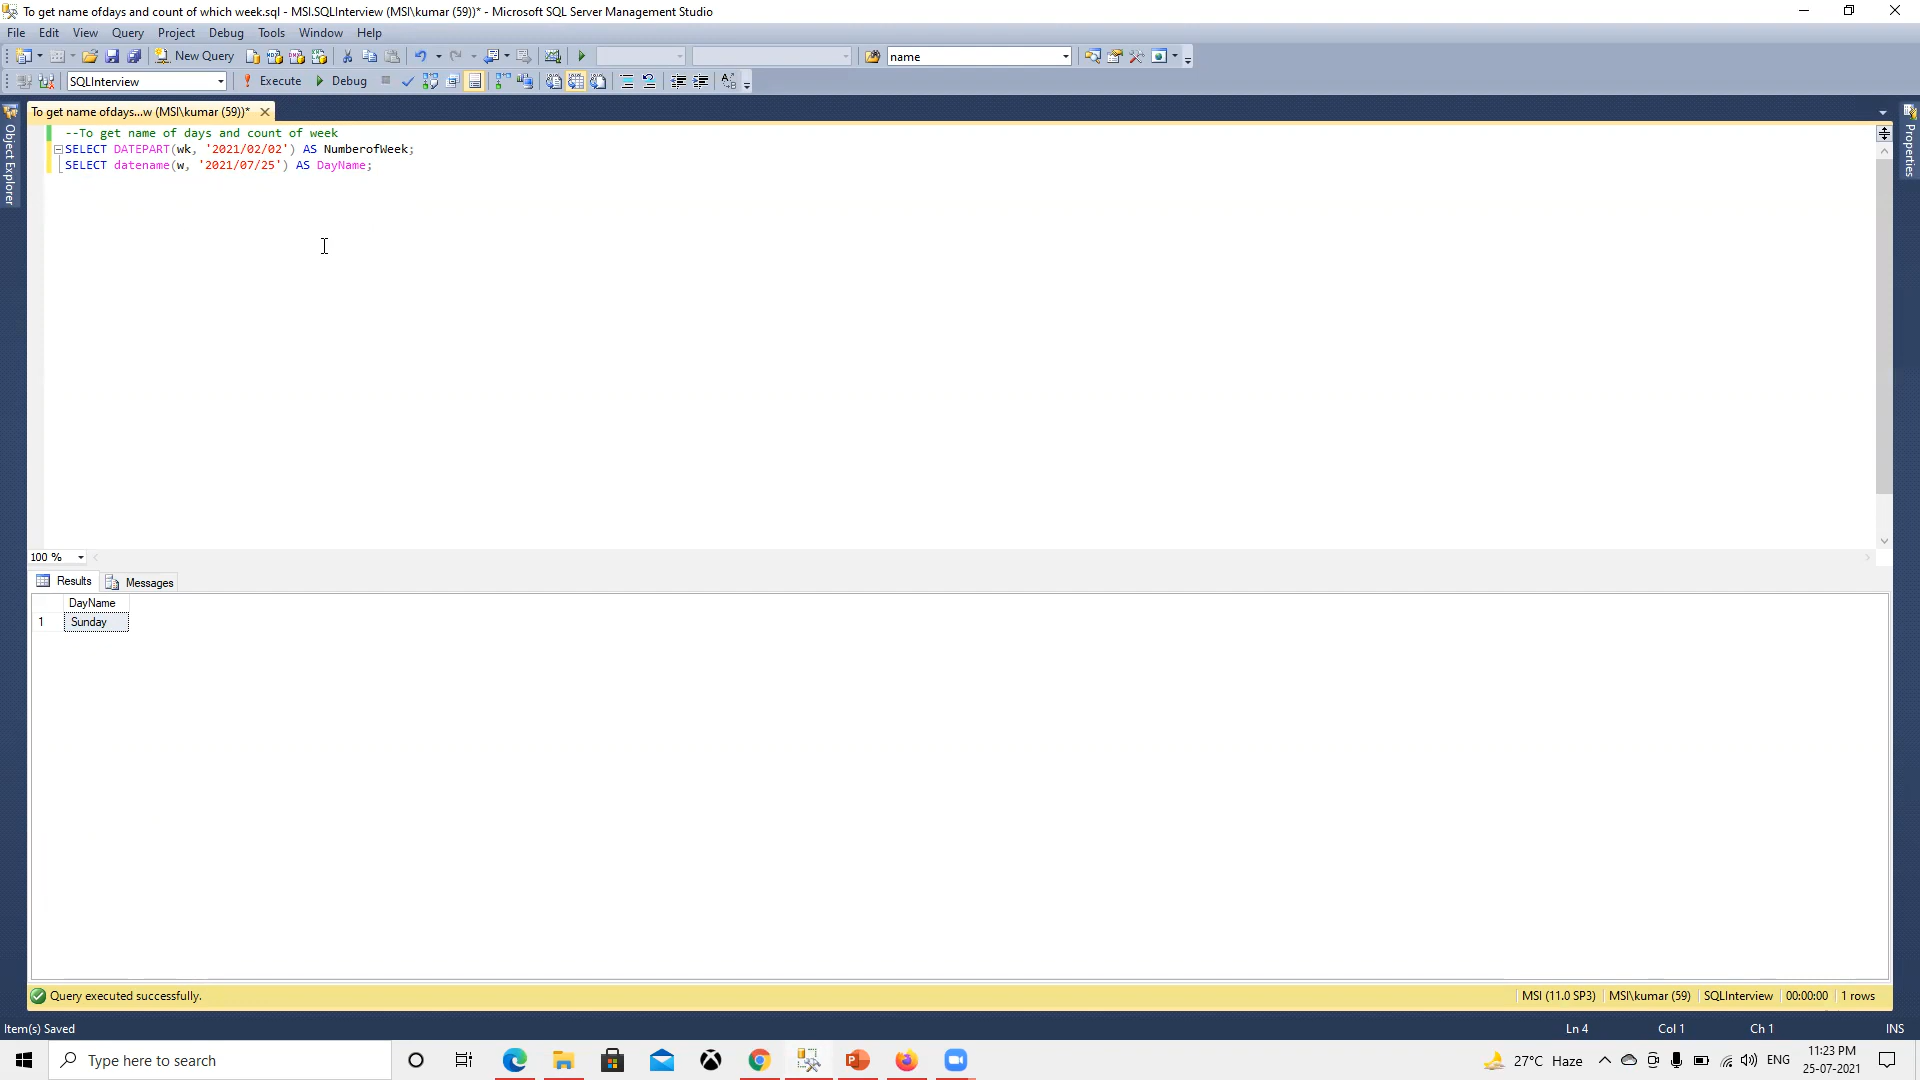 To get name ofdays and count of which week.sql - MSI.SQLInterview (MSI\kumar (59))* - Microsoft SQL Server Management Studio
File Edit View Query Project Debug Tools Window Help
New Query name
SQLInterview Execute Debug
To get name ofdays...w (MSI\kumar (59))*
Object Explorer
Properties
--To get name of days and count of week
SELECT DATEPART(wk, '2021/02/02') AS NumberofWeek;
SELECT datename(w, '2021/07/25') AS DayName;
100 %
Results Messages
DayName
1 Sunday
Query executed successfully. MSI (11.0 SP3) MSI\kumar (59) SQLInterview 00:00:00 1 rows
Item(s) Saved Ln 4 Col 1 Ch 1 INS
Type here to search 27°C Haze ENG 11:23 PM
25-07-2021